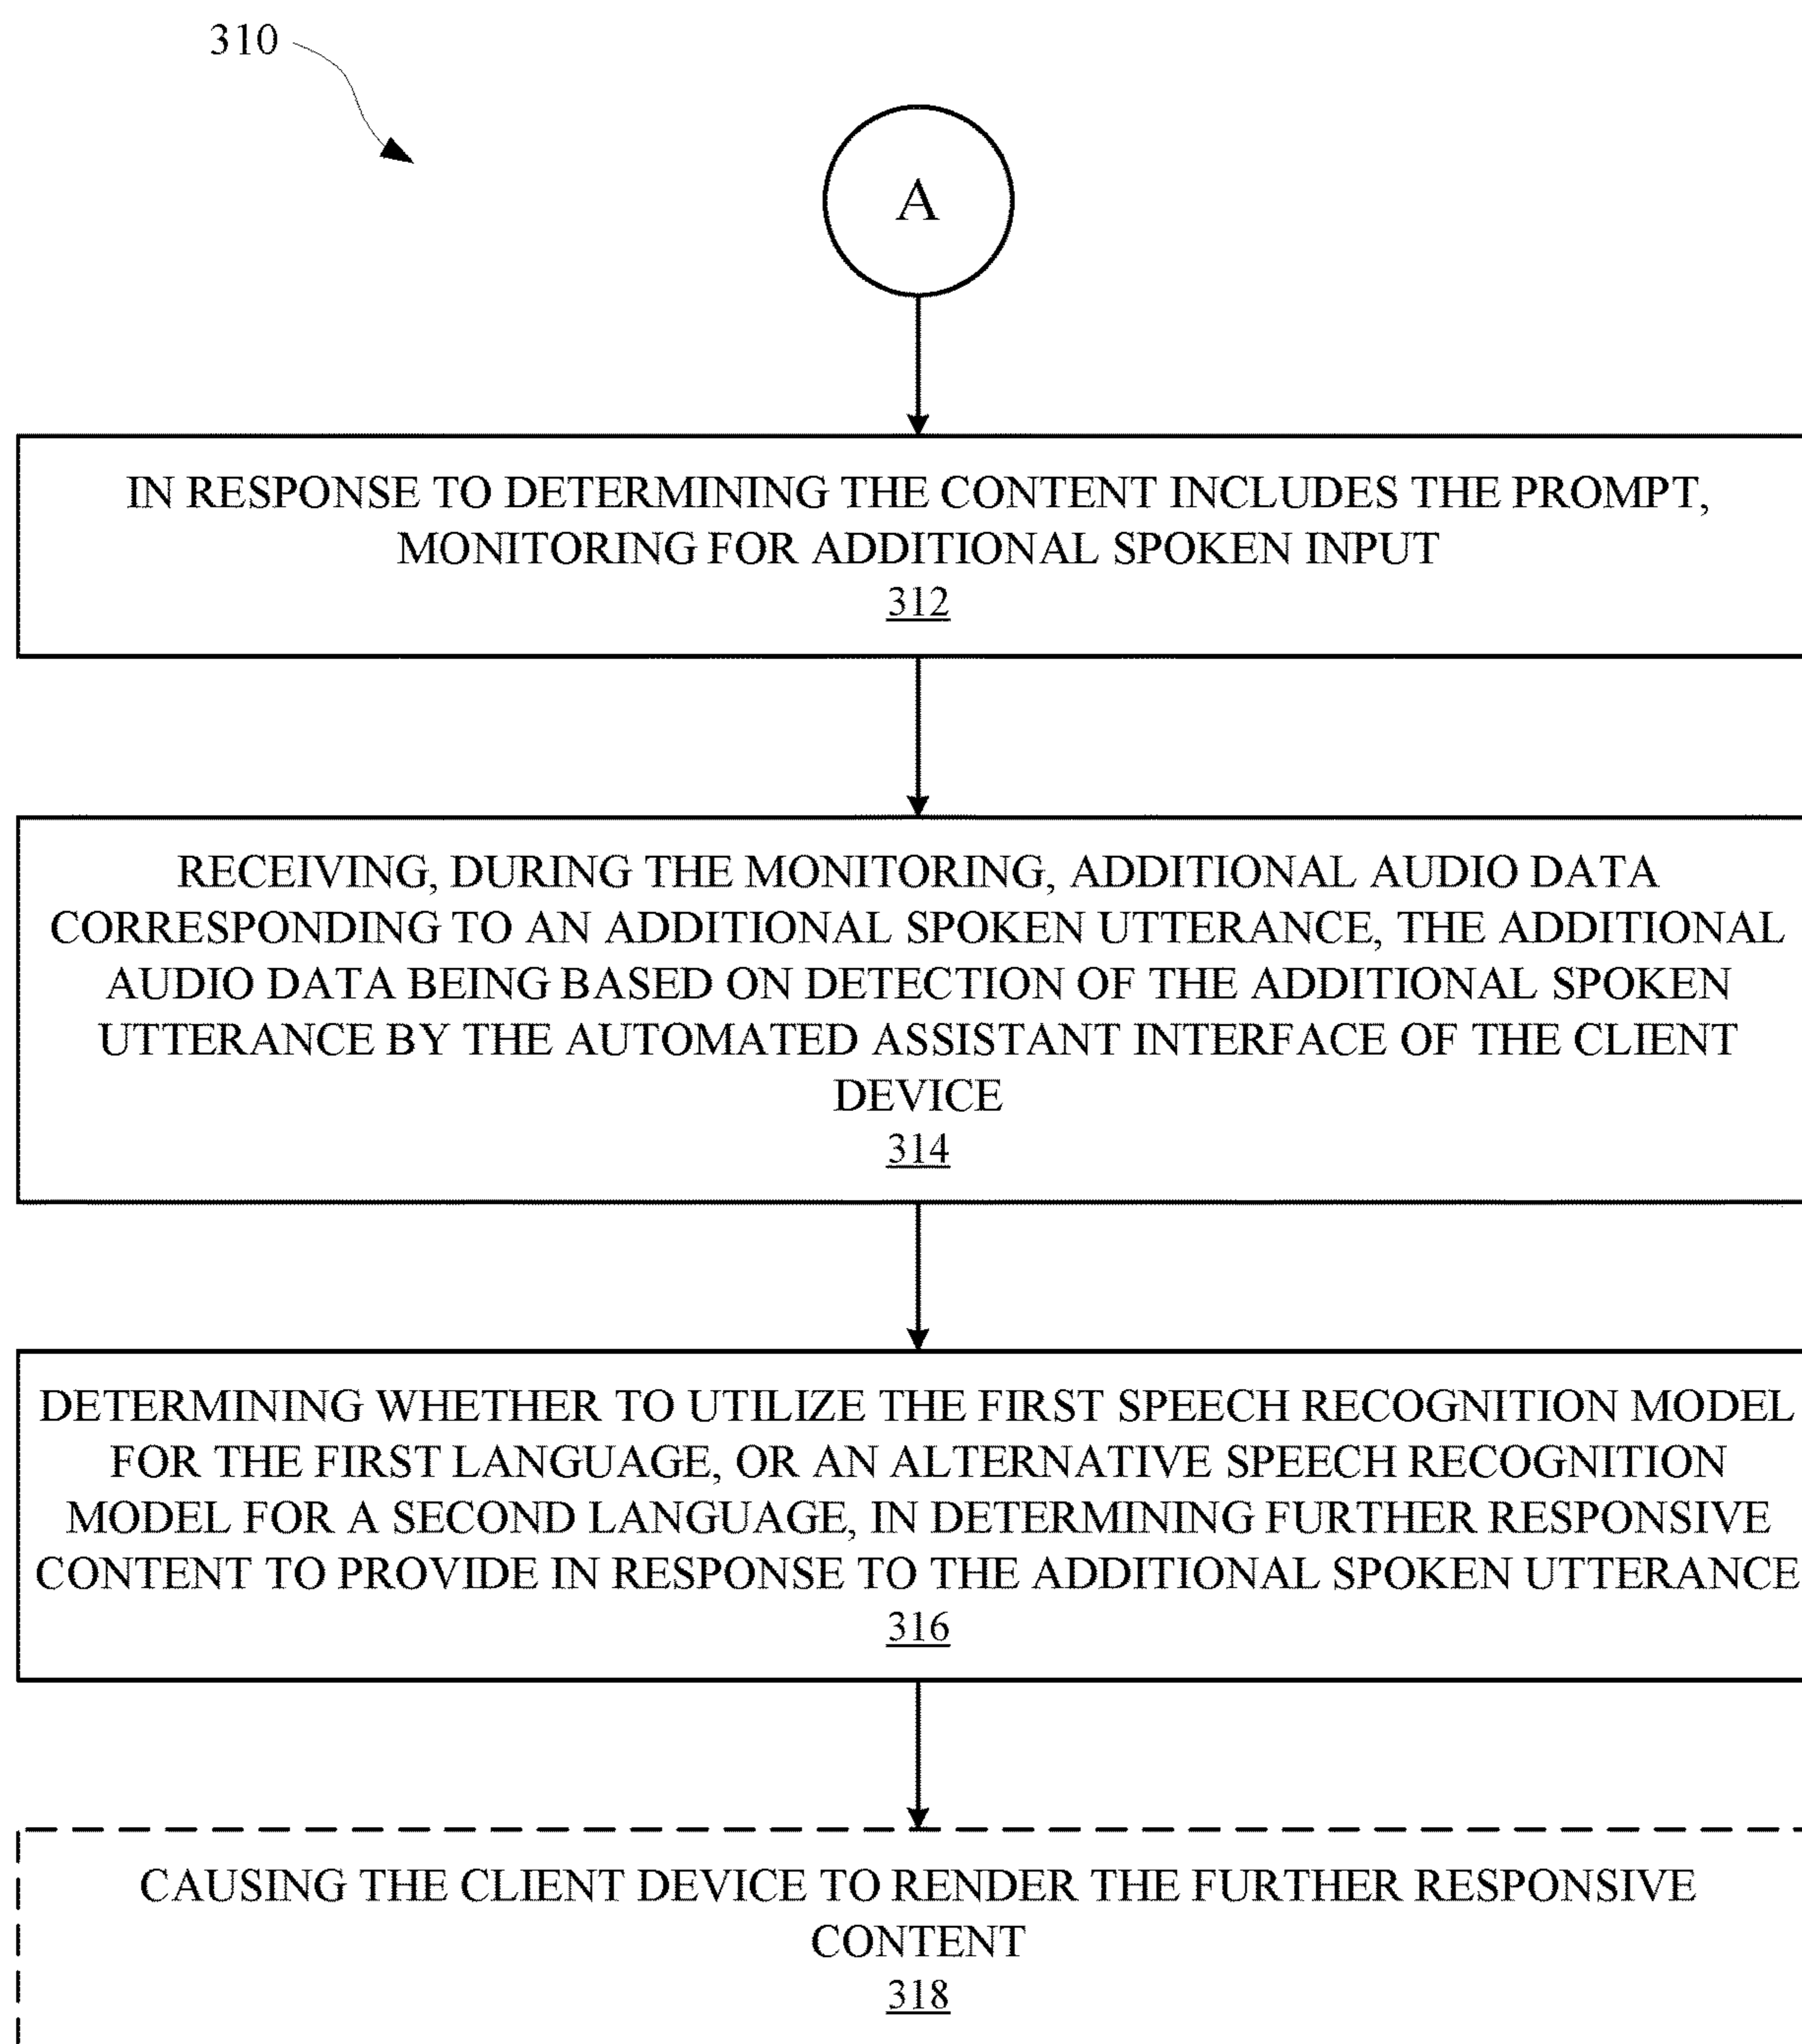 310
A
IN RESPONSE TO DETERMINING THE CONTENT INCLUDES THE PROMPT,
MONITORING FOR ADDITIONAL SPOKEN INPUT
312
RECEIVING, DURING THE MONITORING, ADDITIONAL AUDIO DATA
CORRESPONDING TO AN ADDITIONAL SPOKEN UTTERANCE, THE ADDITIONAL
AUDIO DATA BEING BASED ON DETECTION OF THE ADDITIONAL SPOKEN
UTTERANCE BY THE AUTOMATED ASSISTANT INTERFACE OF THE CLIENT
DEVICE
314
DETERMINING WHETHER TO UTILIZE THE FIRST SPEECH RECOGNITION MODEL
FOR THE FIRST LANGUAGE, OR AN ALTERNATIVE SPEECH RECOGNITION
MODEL FOR A SECOND LANGUAGE, IN DETERMINING FURTHER RESPONSIVE
CONTENT TO PROVIDE IN RESPONSE TO THE ADDITIONAL SPOKEN UTTERANCE
316
CAUSING THE CLIENT DEVICE TO RENDER THE FURTHER RESPONSIVE
CONTENT
318